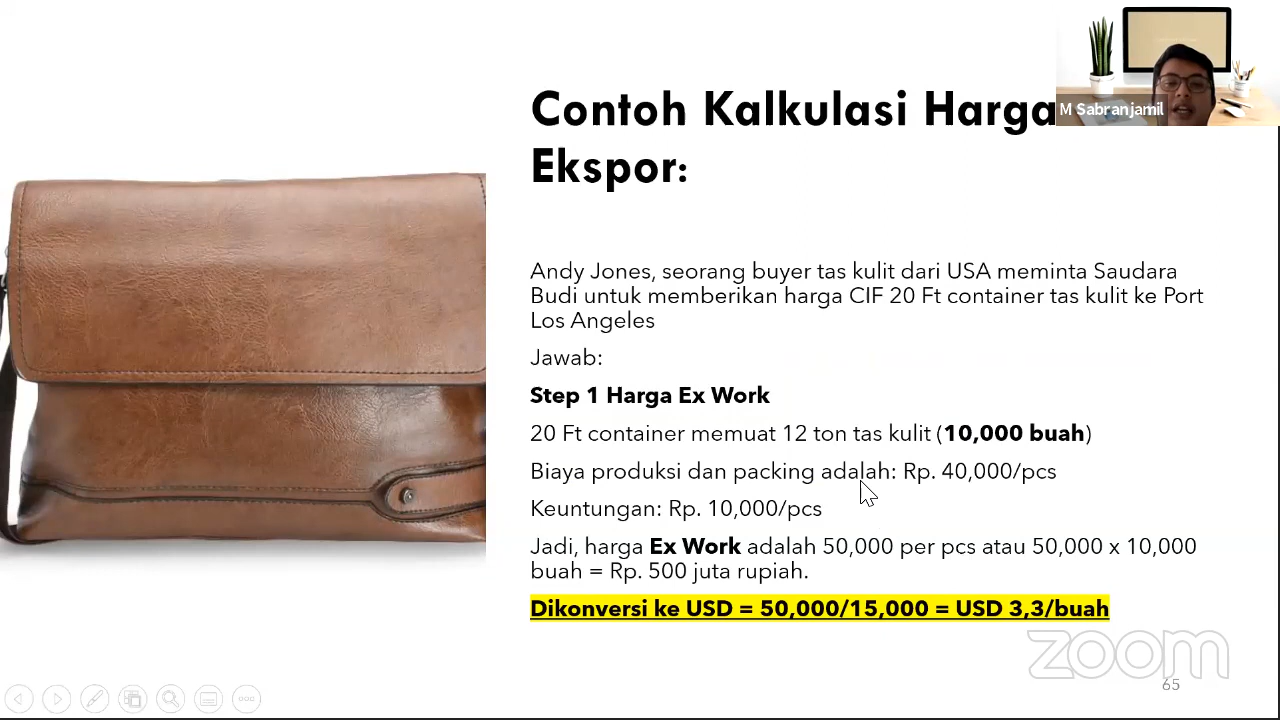 Contoh Kalkulasi Harga
Ekspor:
M Sabran jamil
Andy Jones, seorang buyer tas kulit dari USA meminta Saudara
Budi untuk memberikan harga CIF 20 Ft container tas kulit ke Port
Los Angeles
Jawab:
Step 1 Harga Ex Work
20 Ft container memuat 12 ton tas kulit (10,000 buah)
Biaya produksi dan packing adalah: Rp. 40,000/pcs
Keuntungan: Rp. 10,000/pcs
Jadi, harga Ex Work adalah 50,000 per pcs atau 50,000 x 10,000
buah = Rp. 500 juta rupiah.
Dikonversi ke USD = 50,000/15,000 = USD 3,3/buah
zoom
65